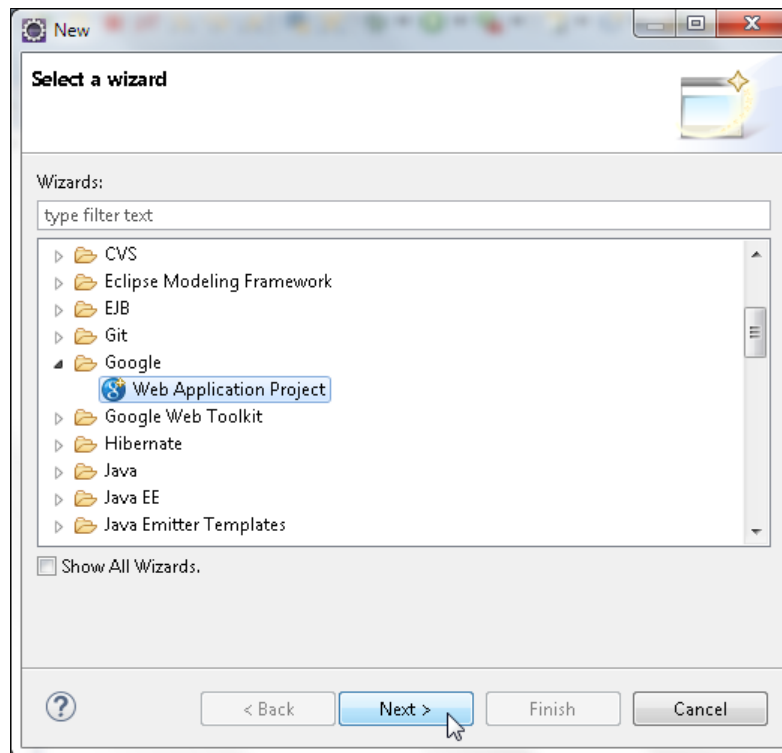 New
Select a wizard
Wizards:
type filter text
CVS
Eclipse Modeling Framework
EJB
Git
Google
Web Application Project
Google Web Toolkit
Hibernate
Java
Java EE
Java Emitter Templates
Show All Wizards.
? < Back Next > Finish Cancel